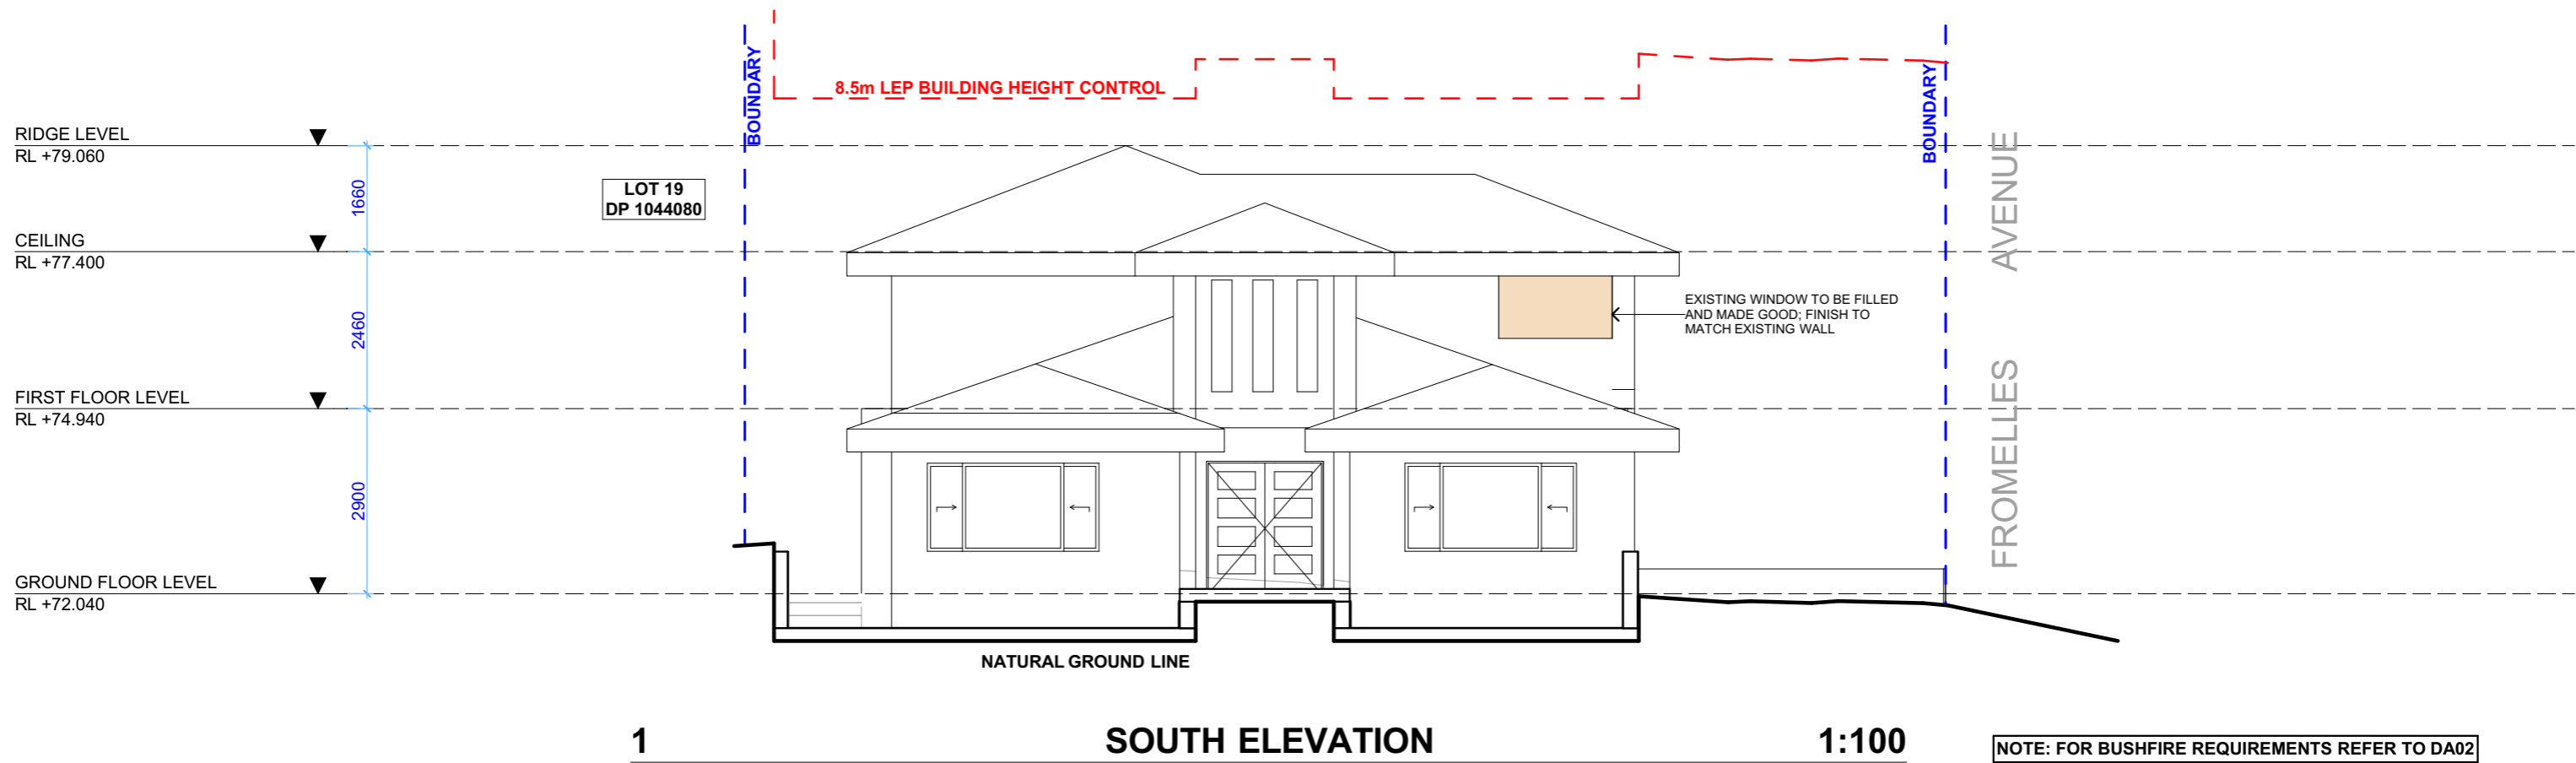 8.5m LEP BUILDING HEIGHT CONTROL
BOUNDARY
BOUNDARY
RIDGE LEVEL
RL +79.060
1660
LOT 19
DP 1044080
CEILING
RL +77.400
2460
EXISTING WINDOW TO BE FILLED
AND MADE GOOD; FINISH TO
MATCH EXISTING WALL
FIRST FLOOR LEVEL
RL +74.940
2900
GROUND FLOOR LEVEL
RL +72.040
FROMELLES AVENUE
NATURAL GROUND LINE
1 SOUTH ELEVATION 1:100
NOTE: FOR BUSHFIRE REQUIREMENTS REFER TO DA02